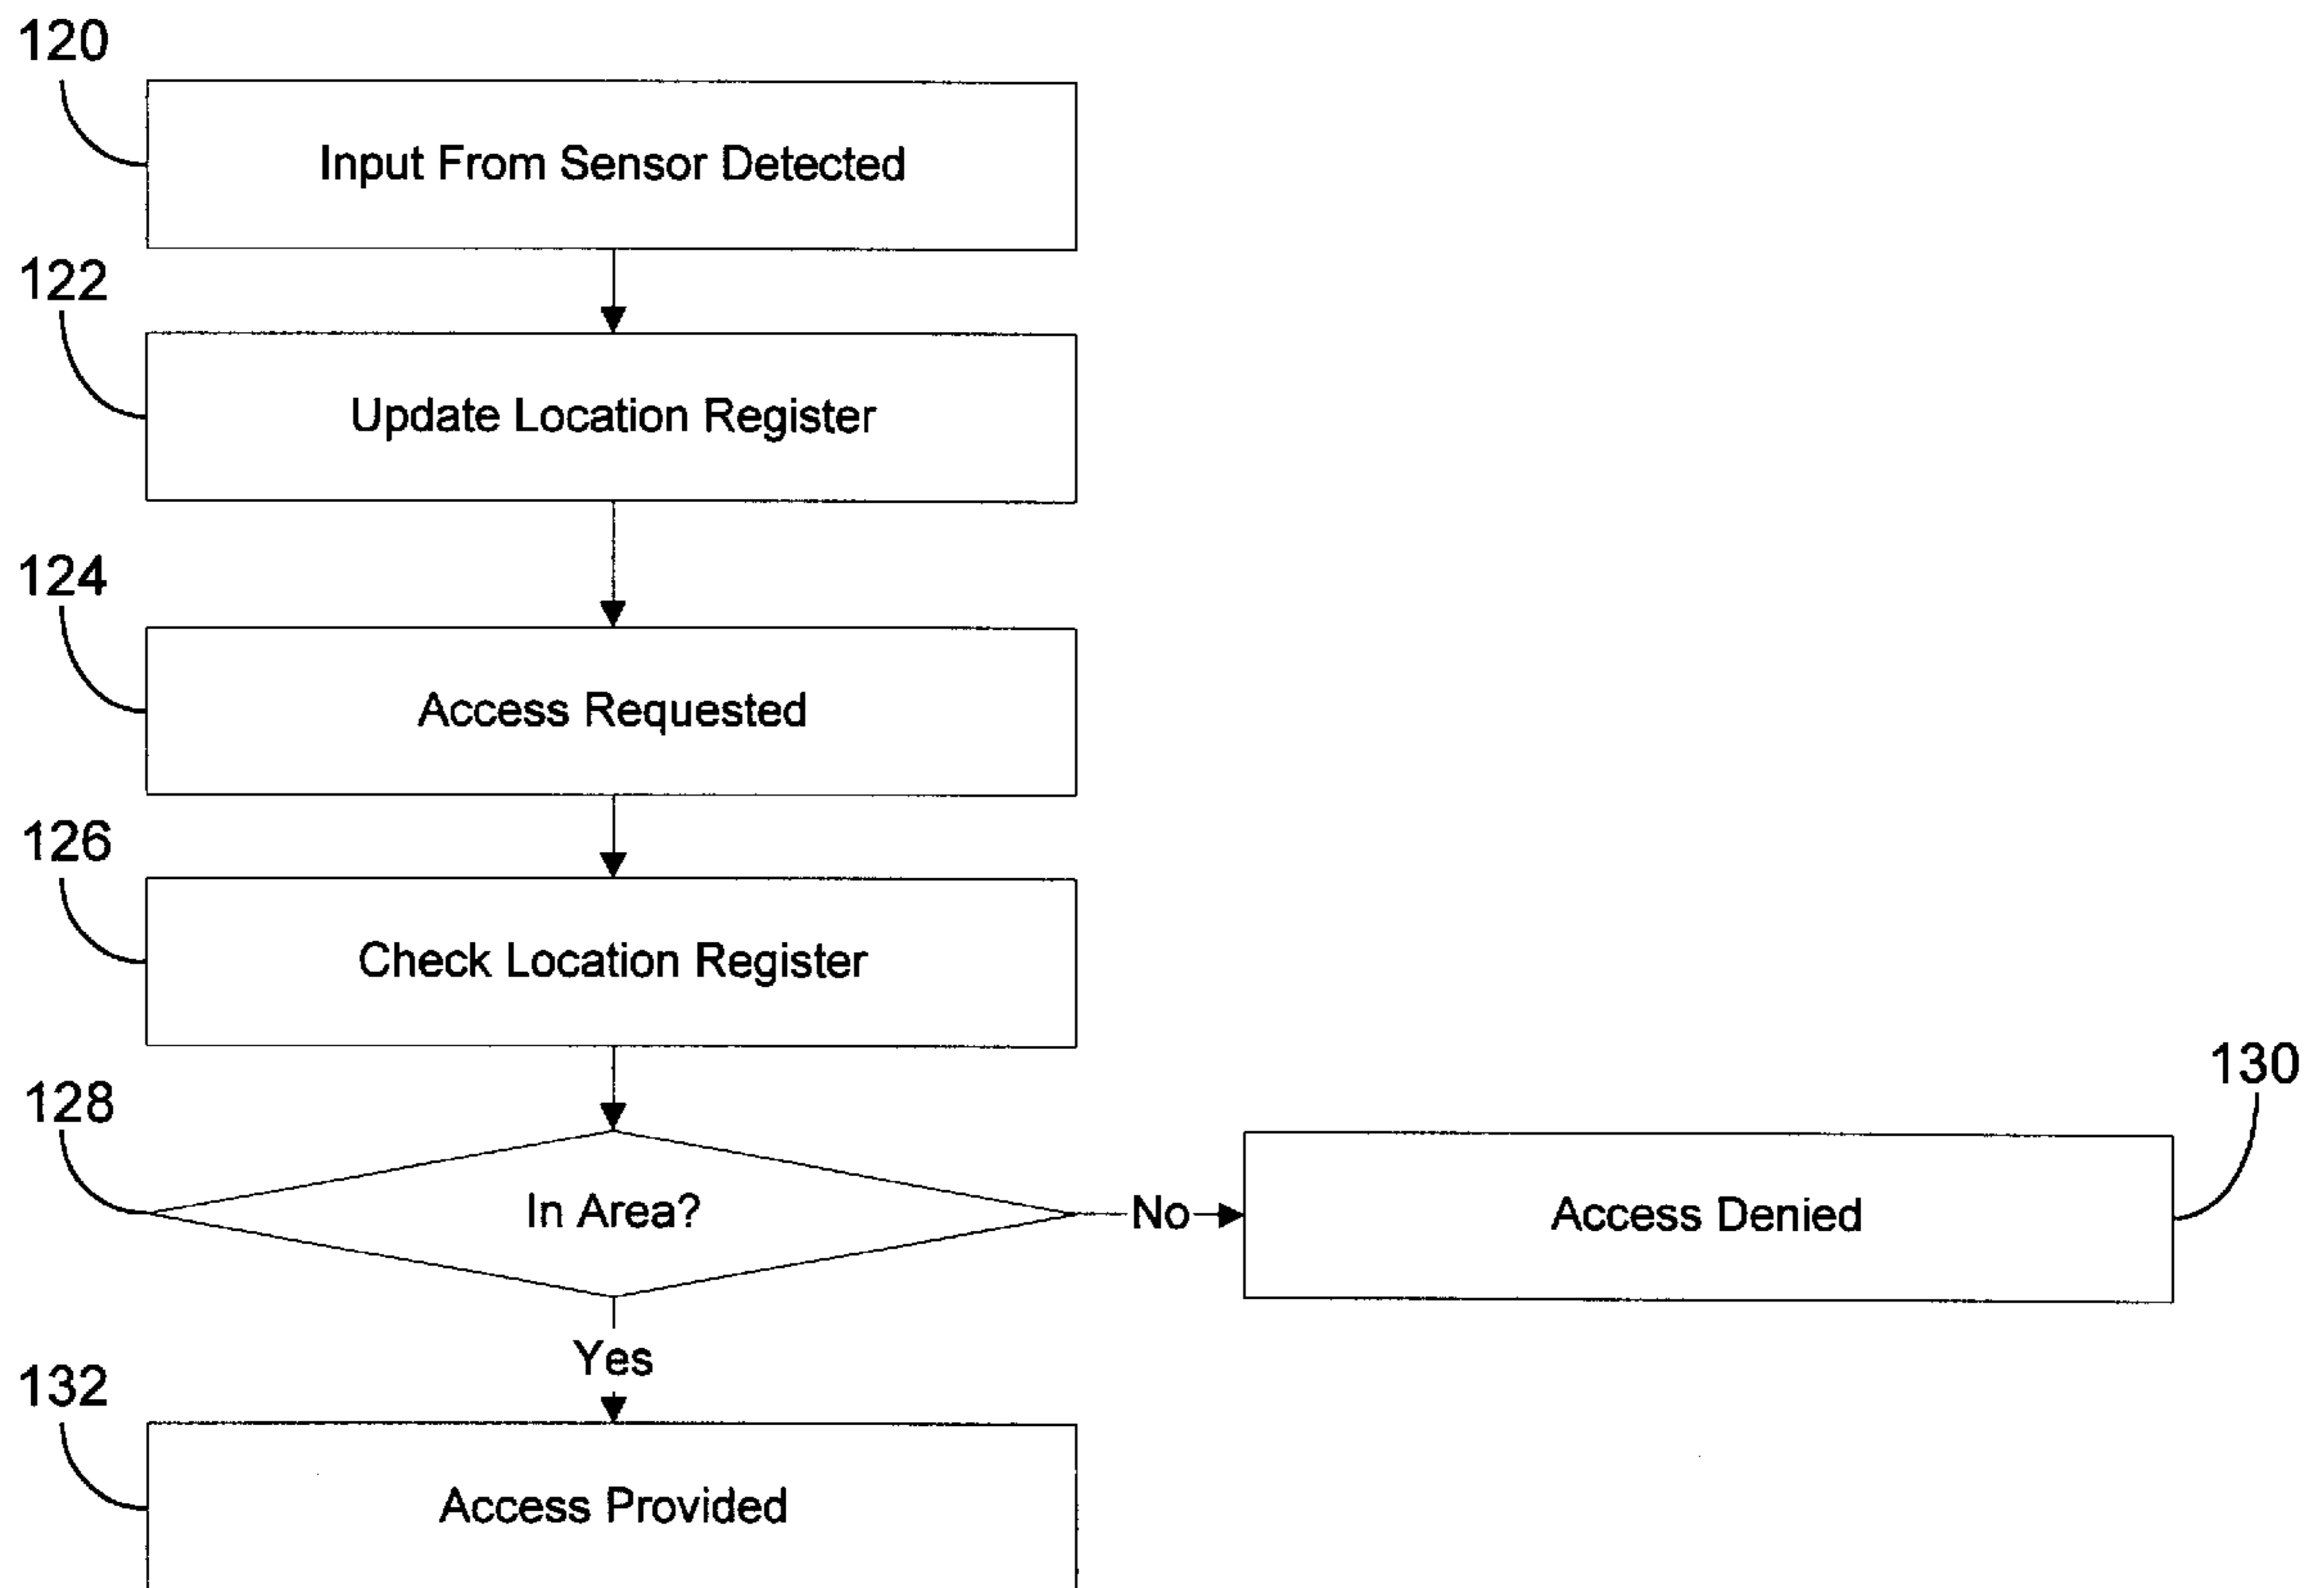 120
Input From Sensor Detected
122
Update Location Register
124
Access Requested
126
Check Location Register
128
In Area?
No
130
Access Denied
Yes
132
Access Provided